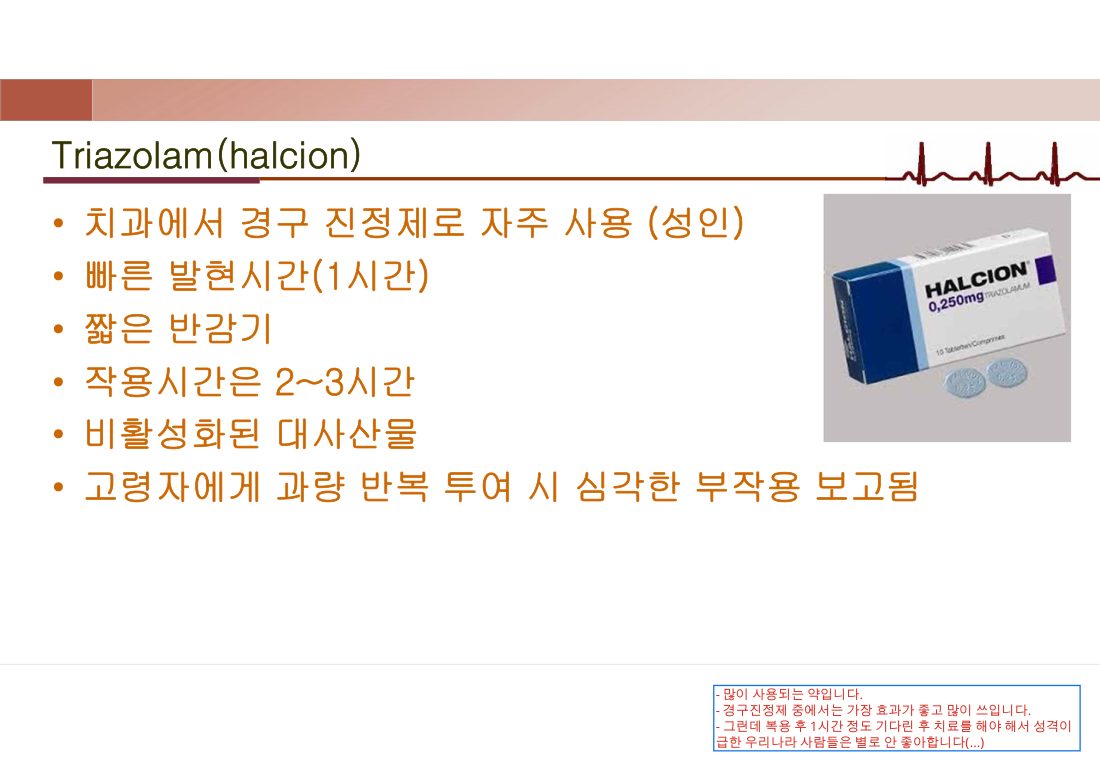 Triazolam(halcion)
• 치과에서 경구 진정제로 자주 사용 (성인)
• 빠른 발현시간(1시간)
• 짧은 반감기
• 작용시간은 2~3시간
• 비활성화된 대사산물
• 고령자에게 과량 반복 투여 시 심각한 부작용 보고됨
HALCION®
0,250mg TRIAZOLAMUM
10 Tabletten/Comprimés
HALCION
- 많이 사용되는 약입니다.
- 경구진정제 중에서는 가장 효과가 좋고 많이 쓰입니다.
- 그런데 복용 후 1시간 정도 기다린 후 치료를 해야 해서 성격이
급한 우리나라 사람들은 별로 안 좋아합니다(...)